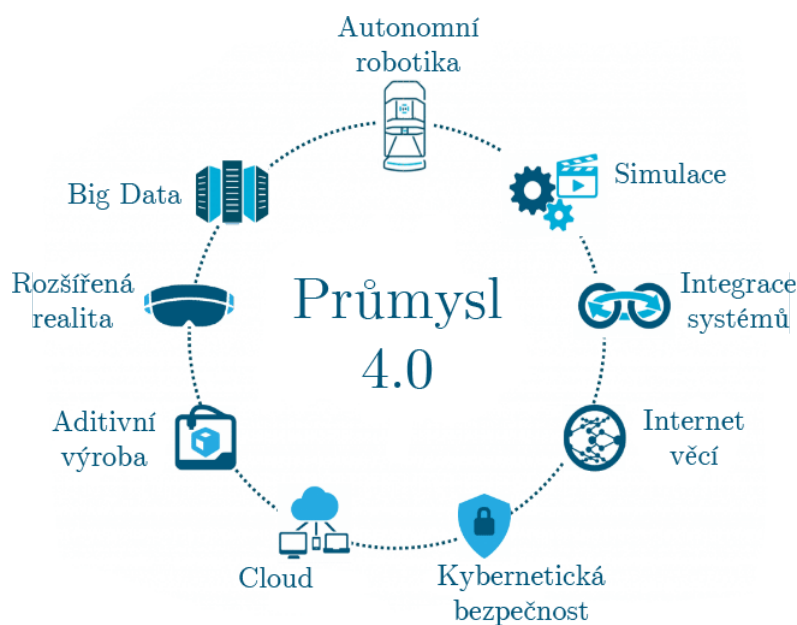 Autonomní
robotika
Simulace
Big Data
Rozšířená
realita
Průmysl
4.0
Integrace
systémů
Aditivní
výroba
Internet
věcí
Cloud
Kybernetická
bezpečnost